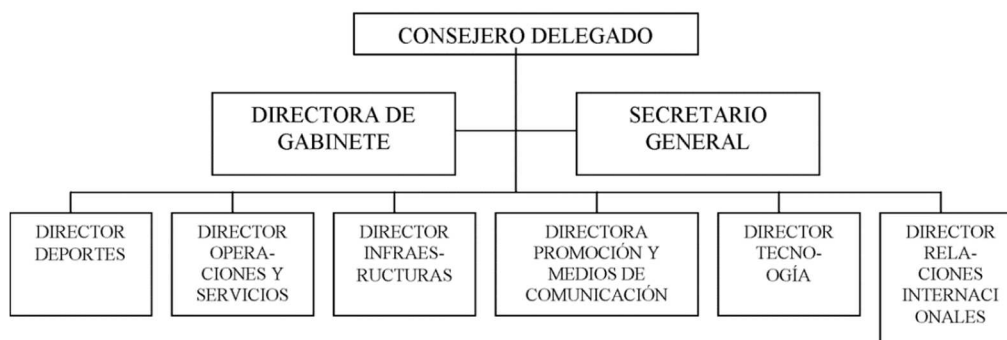 CONSEJERO DELEGADO
DIRECTORA DE
GABINETE
SECRETARIO
GENERAL
DIRECTOR
DEPORTES
DIRECTOR
OPERA-
CIONES Y
SERVICIOS
DIRECTOR
INFRAES-
RUCTURAS
DIRECTORA
PROMOCIÓN Y
MEDIOS DE
COMUNICACIÓN
DIRECTOR
TECNO-
OGÍA
DIRECTOR
RELA-
CIONES
INTERNACI
ONALES